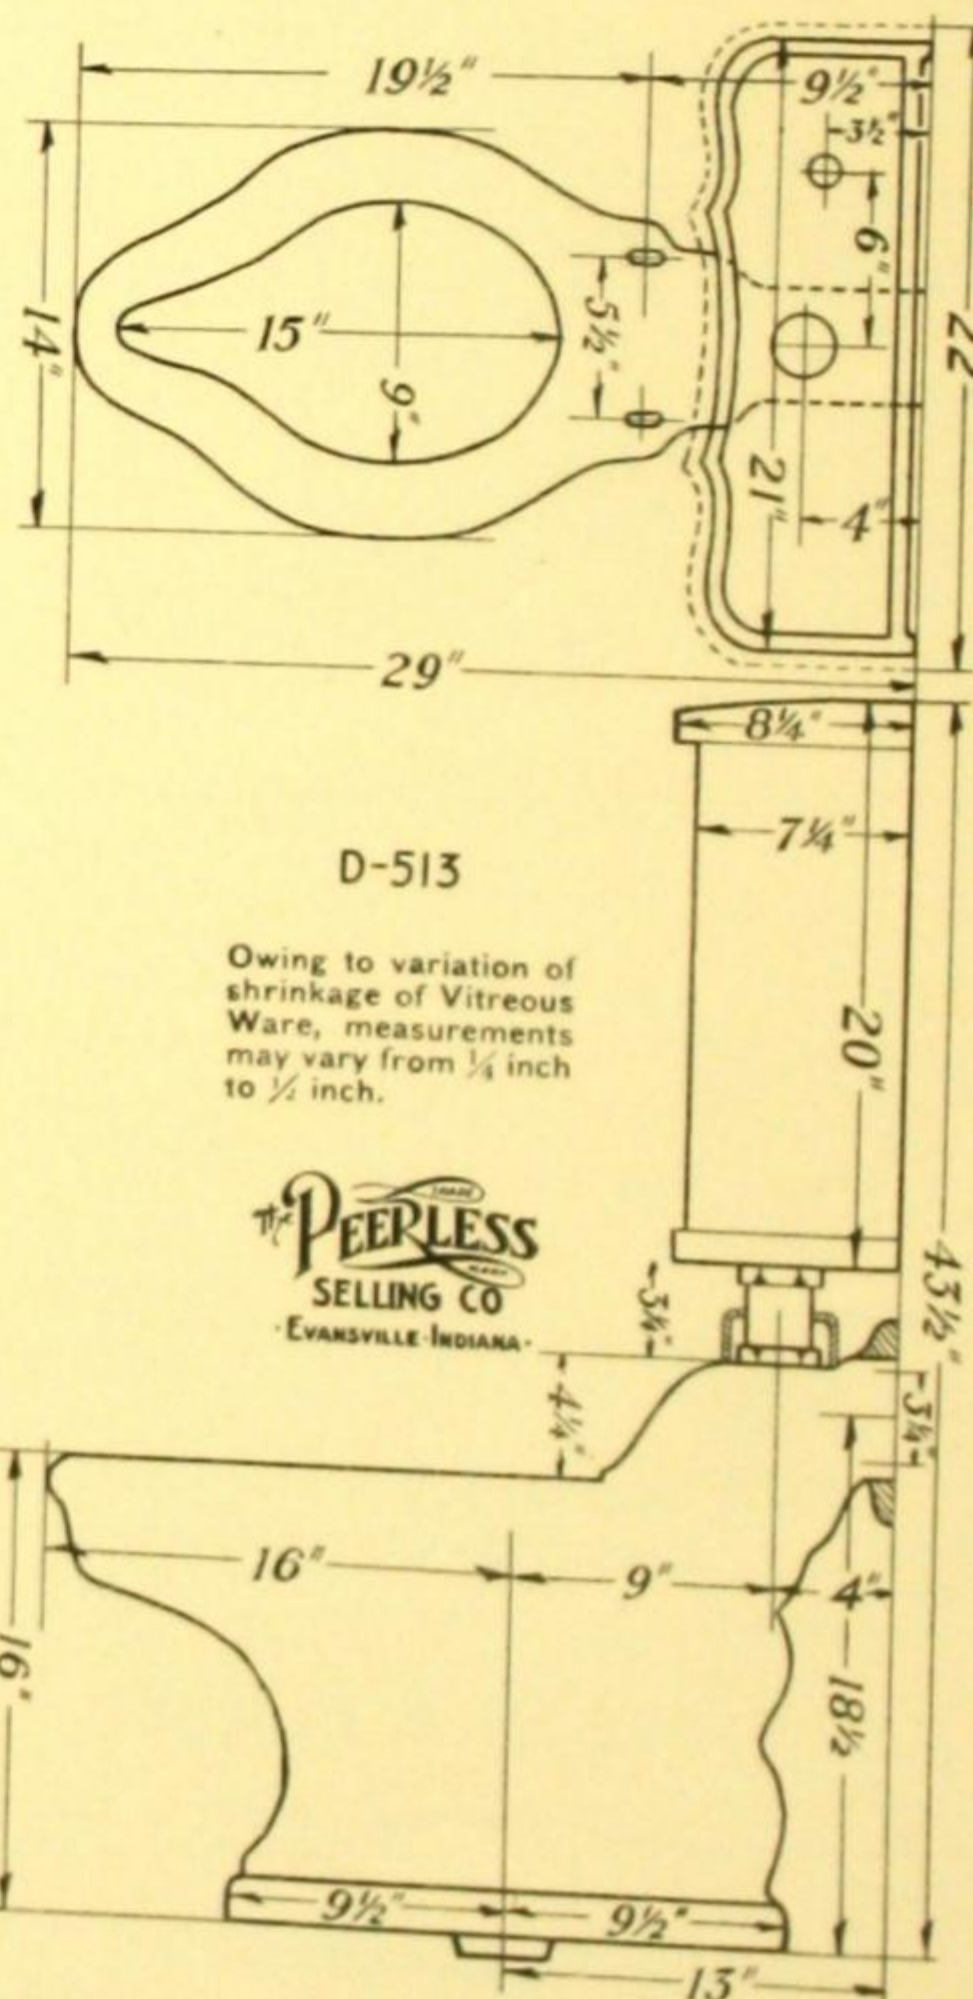 19½"
9½"
3½"
6"
14"
15"
9"
5½"
22
21"
4"
29"
8¼"
7¼"
D-513
20"
Owing to variation of
shrinkage of Vitreous
Ware, measurements
may vary from ¼ inch
to ½ inch.
The PEERLESS
TRADE
MARK
SELLING CO
·EVANSVILLE·INDIANA·
43½"
3¼"
4¼"
3¼"
16"
9"
4"
16"
18½
9½"
9½"
13"